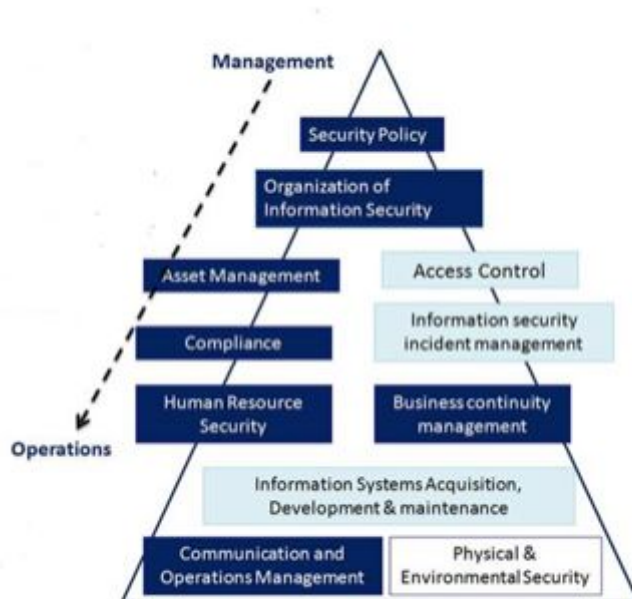 Management
Security Policy
Organization of
Information Security
Asset Management
Access Control
Compliance
Information security
incident management
Human Resource
Security
Business continuity
management
Operations
Information Systems Acquisition,
Development & maintenance
Communication and
Operations Management
Physical &
Environmental Security